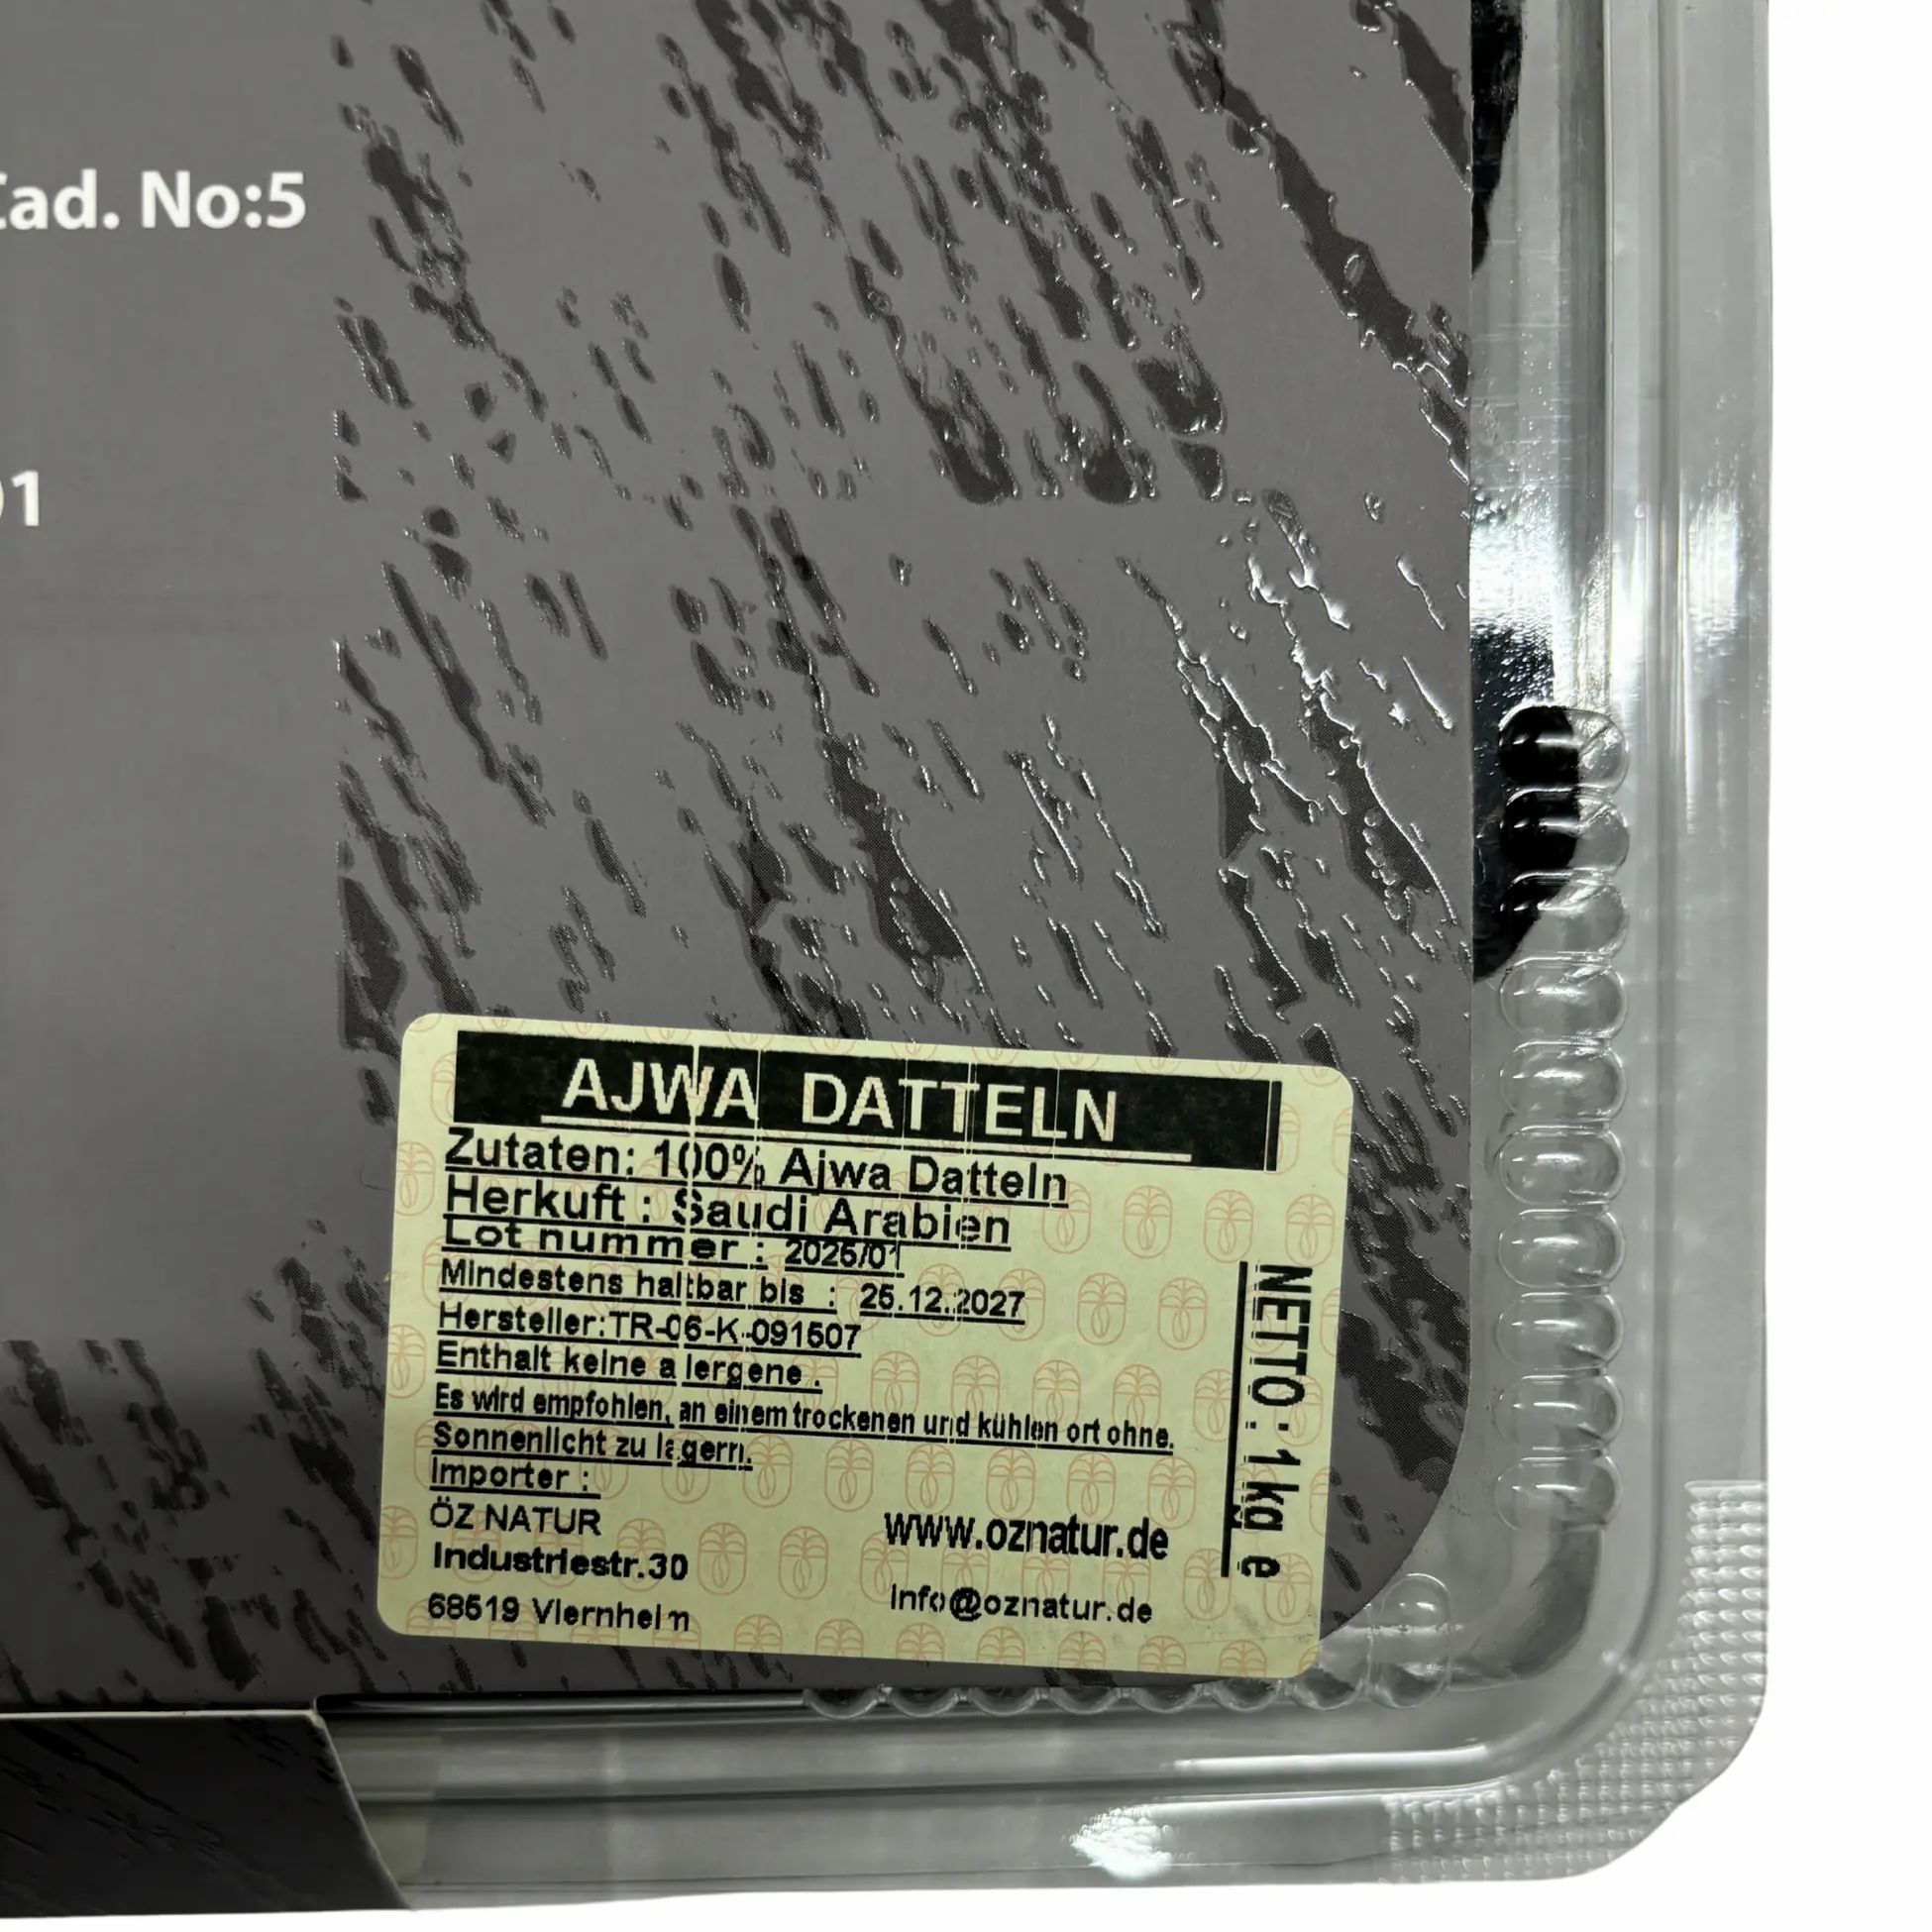 Cad. No:5
01
AJWA DATTELN
Zutaten: 100% Ajwa Datteln
Herkuft : Saudi Arabien
Lot nummer : 2025/01
Mindestens haltbar bis : 25.12.2027
Hersteller:TR-06-K-091507
Enthalt keine allergene .
Es wird empfohlen, an einem trockenen und kühlen ort ohne.
Sonnenlicht zu lagern.
Importer :
ÖZ NATUR
Industriestr.30
68519 Viernheim
www.oznatur.de
info@oznatur.de
NETTO : 1 kg e